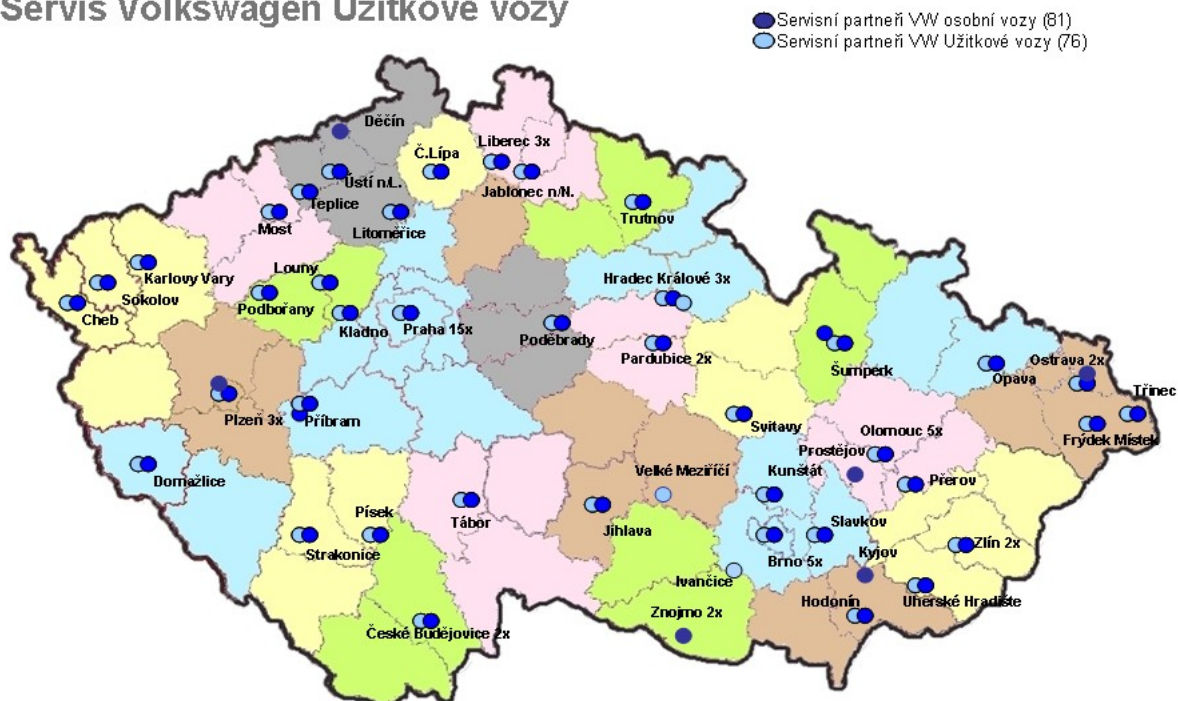 Servis Volkswagen Užitkové vozy
Servisní partneři VW osobní vozy (81)
Servisní partneři VW Užitkové vozy (76)
Děčín
Liberec 3x
Č.Lípa
Ústí n/L.
Jablonec n/N.
Teplice
Trutnov
Most
Litoměřice
Louny
Karlovy Vary
Hradec Králové 3x
Sokolov
Podbořany
Cheb
Kladno
Praha 15x
Poděbrady
Pardubice 2x
Ostrava 2x
Šumperk
Opava
Třinec
Plzeň 3x
Příbram
Svitavy
Olomouc 5x
Frýdek Místek
Prostějov
Velké Meziříčí
Kunštát
Domažlice
Přerov
Písek
Tábor
Jihlava
Slavkov
Strakonice
Zlín 2x
Kyjov
Brno 5x
Ivančice
Hodonín
Uherské Hradište
Znojmo 2x
České Budějovice 2x